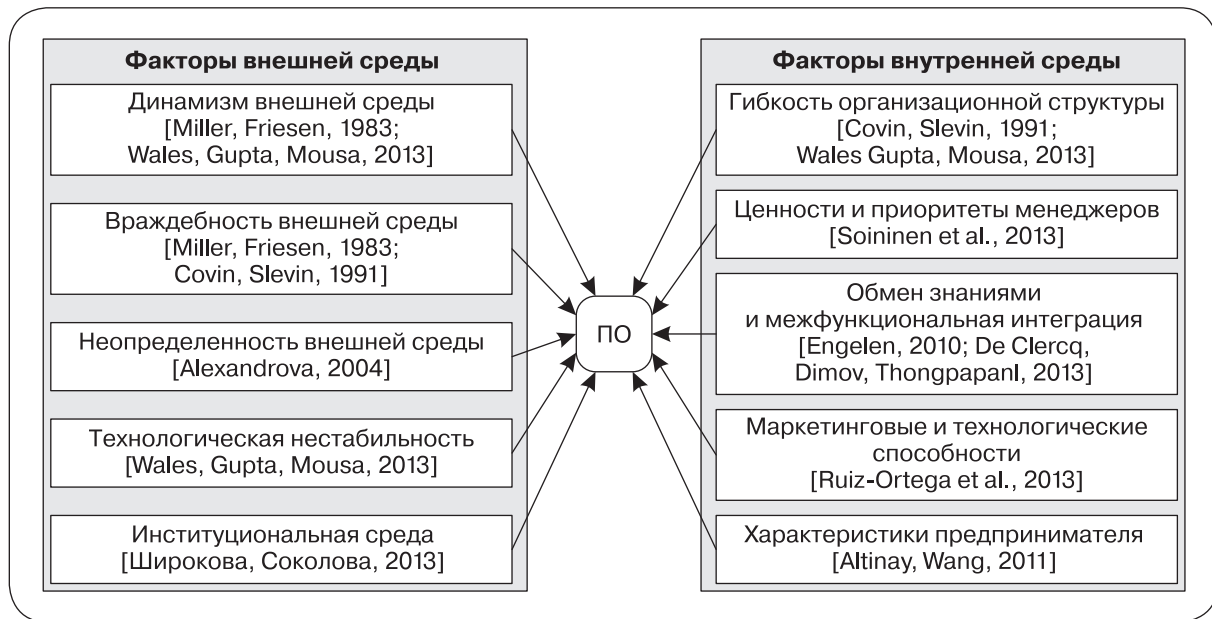 Факторы внешней среды
Динамизм внешней среды
[Miller, Friesen, 1983;
Wales, Gupta, Mousa, 2013]
Враждебность внешней среды
[Miller, Friesen, 1983;
Covin, Slevin, 1991]
Неопределенность внешней среды
[Alexandrova, 2004]
Технологическая нестабильность
[Wales, Gupta, Mousa, 2013]
Институциональная среда
[Широкова, Соколова, 2013]
ПО
Факторы внутренней среды
Гибкость организационной структуры
[Covin, Slevin, 1991;
Wales Gupta, Mousa, 2013]
Ценности и приоритеты менеджеров
[Soininen et al., 2013]
Обмен знаниями
и межфункциональная интеграция
[Engelen, 2010; De Clercq,
Dimov, Thongpapanl, 2013]
Маркетинговые и технологические
способности
[Ruiz-Ortega et al., 2013]
Характеристики предпринимателя
[Altinay, Wang, 2011]